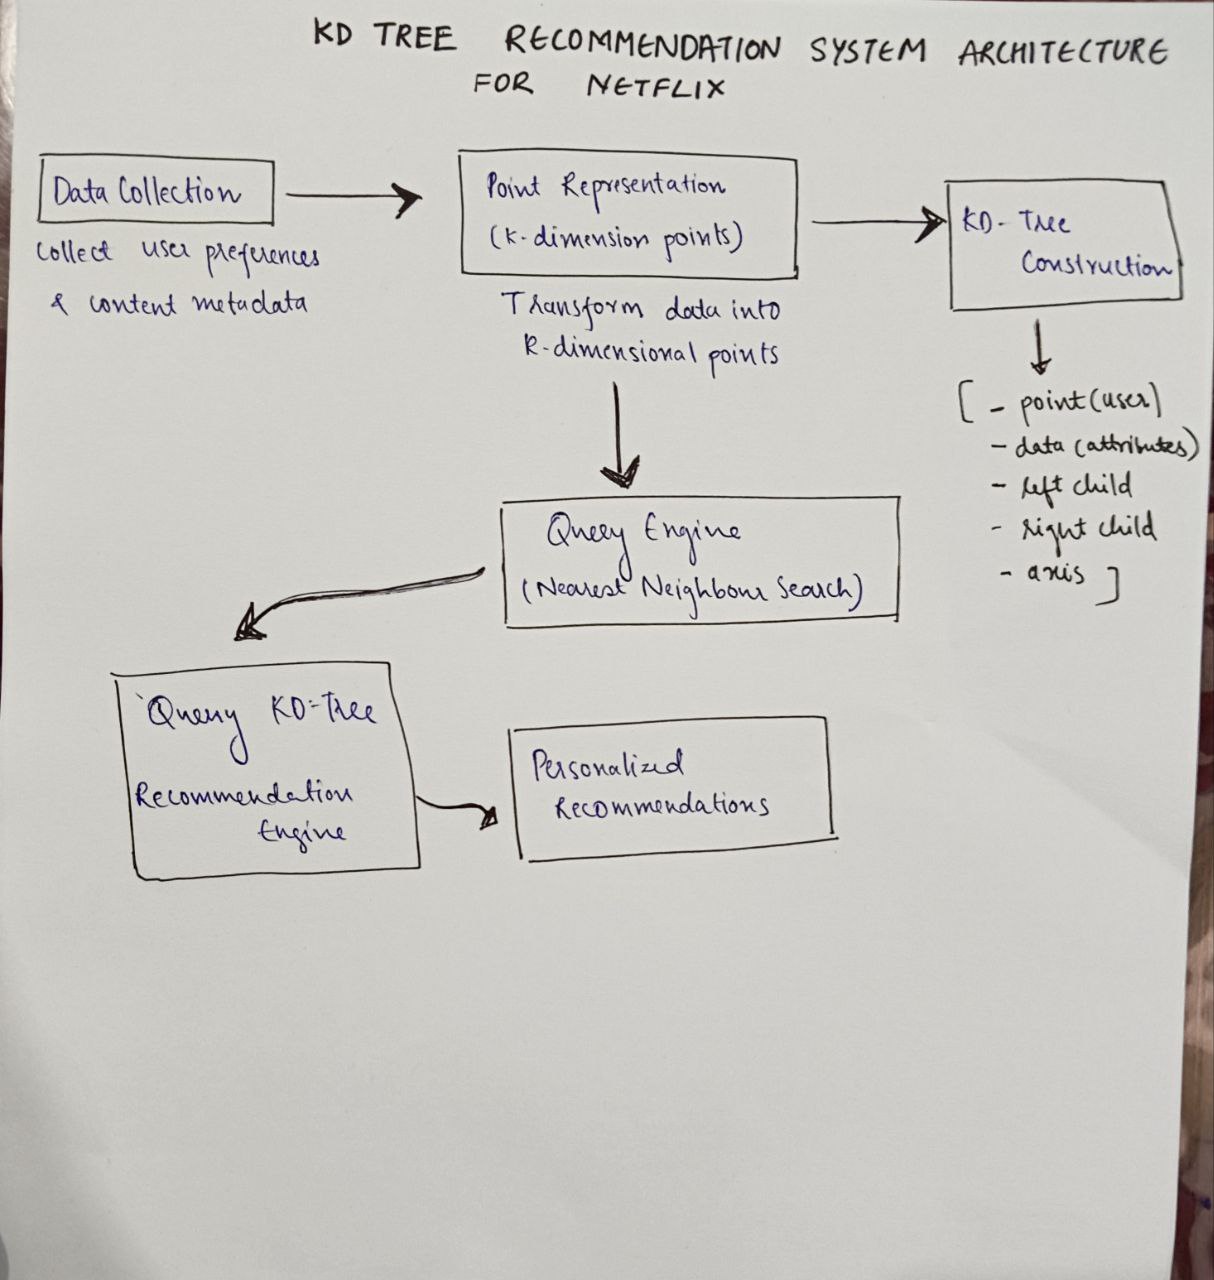 KD TREE RECOMMENDATION SYSTEM ARCHITECTURE
FOR NETFLIX
Data Collection
Collect user preferences
& content metadata
Point Representation
(K-dimension points)
Transform data into
K-dimensional points
KD-Tree
Construction
[ - point (user)
- data (attributes)
- left child
- right child
- axis ]
Query Engine
(Nearest Neighbour Search)
Query KD-Tree
Recommendation
Engine
Personalized
Recommendations